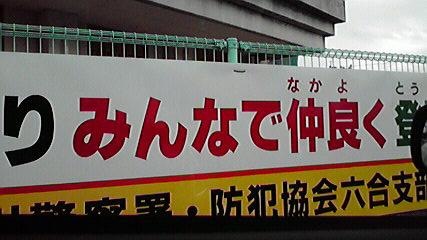 なかよ とう
り みんなで仲良く 登
警察署・防犯協会六合支部